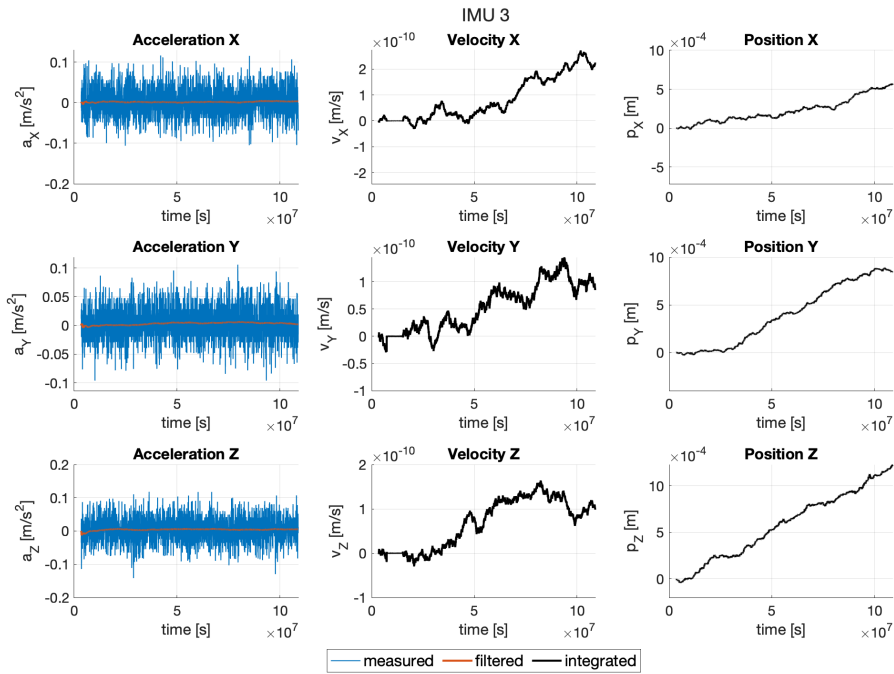 IMU 3
Acceleration X
0.1
0
-0.1
-0.2
a_X [m/s^2]
0 5 10
time [s] ×10^7
Velocity X
×10^-10
2
1
0
-1
-2
v_X [m/s]
0 5 10
time [s] ×10^7
Position X
10 ×10^-4
5
0
-5
p_X [m]
0 5 10
time [s] ×10^7
Acceleration Y
0.1
0.05
0
-0.05
-0.1
a_Y [m/s^2]
0 5 10
time [s] ×10^7
Velocity Y
×10^-10
1
0.5
0
-0.5
-1
v_Y [m/s]
0 5 10
time [s] ×10^7
Position Y
10 ×10^-4
5
0
p_Y [m]
0 5 10
time [s] ×10^7
Acceleration Z
0.2
0.1
0
-0.1
-0.2
a_Z [m/s^2]
0 5 10
time [s] ×10^7
Velocity Z
2 ×10^-10
1
0
-1
v_Z [m/s]
0 5 10
time [s] ×10^7
Position Z
×10^-4
10
5
0
p_Z [m]
0 5 10
time [s] ×10^7
measured filtered integrated